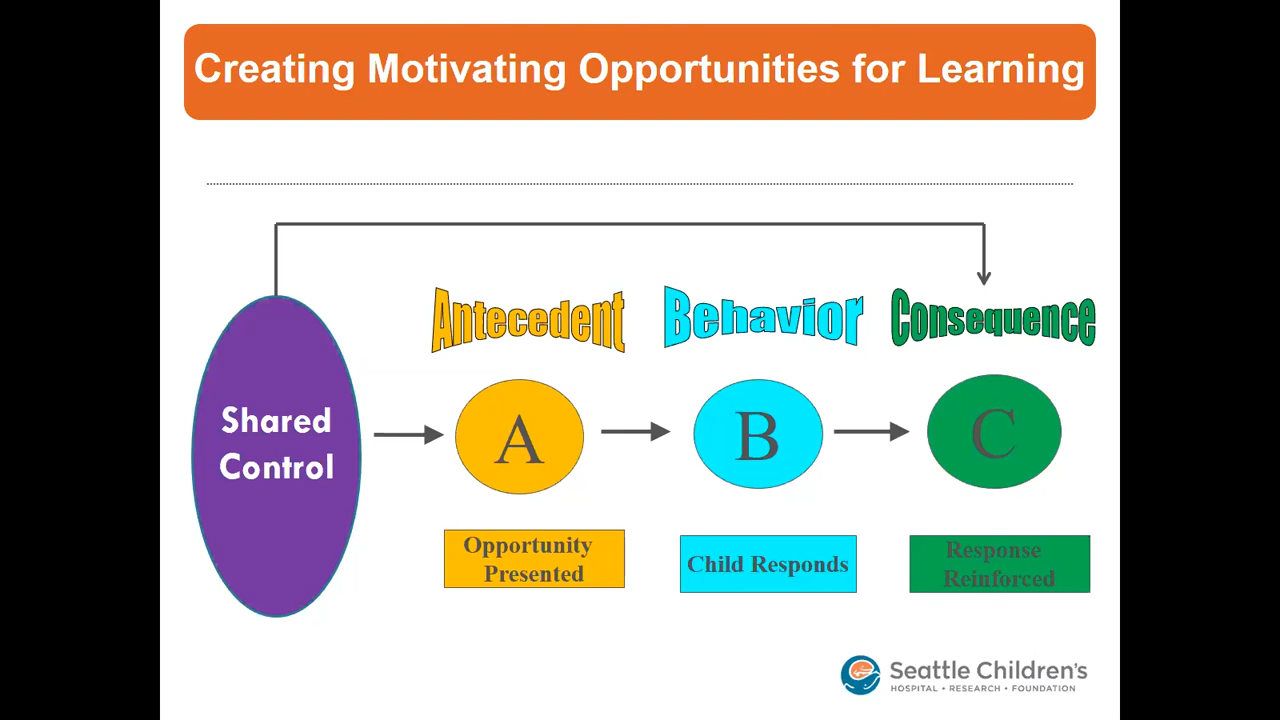 Creating Motivating Opportunities for Learning
Antecedent
Behavior
Consequence
Shared
Control
A
B
C
Opportunity
Presented
Child Responds
Response
Reinforced
Seattle Children's
HOSPITAL • RESEARCH • FOUNDATION